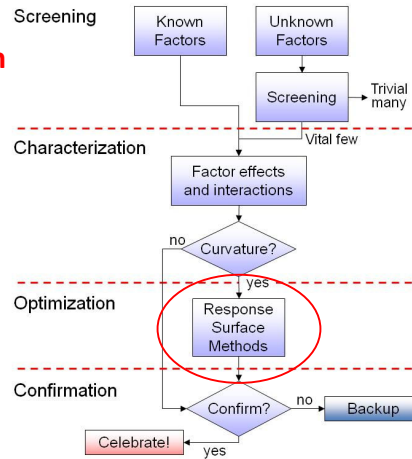 Screening
Known
Factors
Unknown
Factors
Screening
Trivial
many
Vital few
Characterization
Factor effects
and interactions
Curvature?
no
yes
Optimization
Response
Surface
Methods
Confirmation
Confirm?
no
Backup
Celebrate!
yes